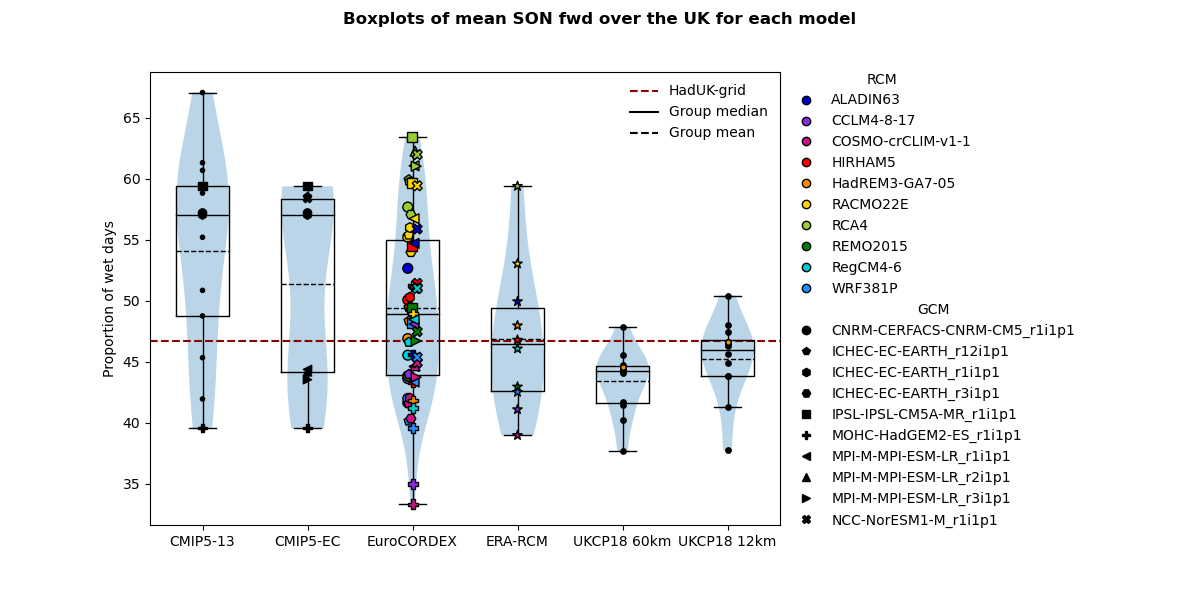 Boxplots of mean SON fwd over the UK for each model
Proportion of wet days
65
60
55
50
45
40
35
CMIP5-13
CMIP5-EC
EuroCORDEX
ERA-RCM
UKCP18 60km
UKCP18 12km
HadUK-grid
Group median
Group mean
RCM
ALADIN63
CCLM4-8-17
COSMO-crCLIM-v1-1
HIRHAM5
HadREM3-GA7-05
RACMO22E
RCA4
REMO2015
RegCM4-6
WRF381P
GCM
CNRM-CERFACS-CNRM-CM5_r1i1p1
ICHEC-EC-EARTH_r12i1p1
ICHEC-EC-EARTH_r1i1p1
ICHEC-EC-EARTH_r3i1p1
IPSL-IPSL-CM5A-MR_r1i1p1
MOHC-HadGEM2-ES_r1i1p1
MPI-M-MPI-ESM-LR_r1i1p1
MPI-M-MPI-ESM-LR_r2i1p1
MPI-M-MPI-ESM-LR_r3i1p1
NCC-NorESM1-M_r1i1p1